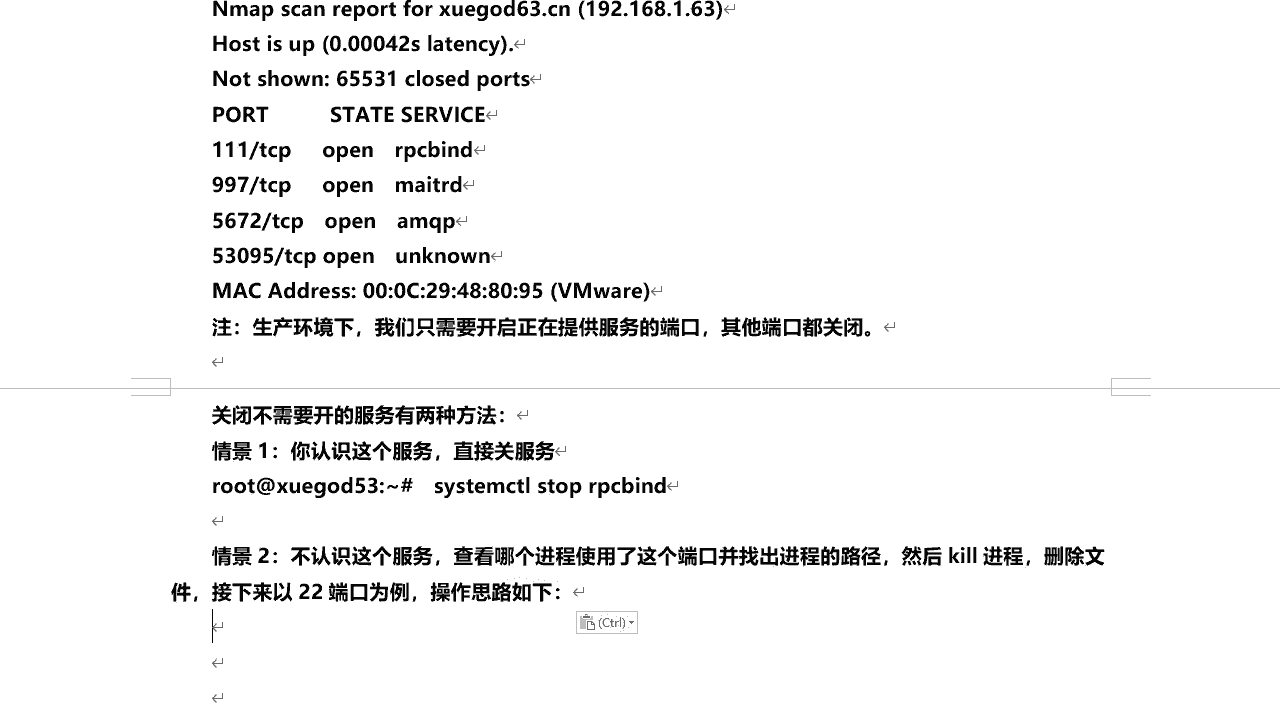 Nmap scan report for xuegod63.cn (192.168.1.63)
Host is up (0.00042s latency).
Not shown: 65531 closed ports
PORT STATE SERVICE
111/tcp open rpcbind
997/tcp open maitrd
5672/tcp open amqp
53095/tcp open unknown
MAC Address: 00:0C:29:48:80:95 (VMware)
注：生产环境下，我们只需要开启正在提供服务的端口，其他端口都关闭。
关闭不需要开的服务有两种方法：
情景 1：你认识这个服务，直接关服务
root@xuegod53:~# systemctl stop rpcbind
情景 2：不认识这个服务，查看哪个进程使用了这个端口并找出进程的路径，然后 kill 进程，删除文
件，接下来以 22 端口为例，操作思路如下：
(Ctrl)